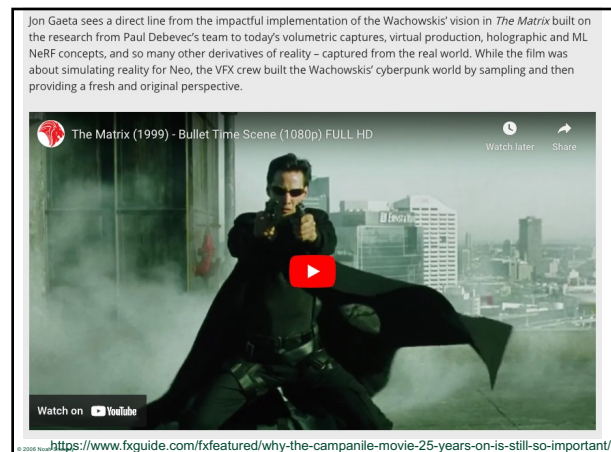 Jon Gaeta sees a direct line from the impactful implementation of the Wachowskis' vision in The Matrix built on
the research from Paul Debevec's team to today's volumetric captures, virtual production, holographic and ML
NeRF concepts, and so many other derivatives of reality – captured from the real world. While the film was
about simulating reality for Neo, the VFX crew built the Wachowskis' cyberpunk world by sampling and then
providing a fresh and original perspective.
The Matrix (1999) - Bullet Time Scene (1080p) FULL HD
Watch later
Share
Watch on YouTube
© 2006 Noah
https://www.fxguide.com/fxfeatured/why-the-campanile-movie-25-years-on-is-still-so-important/